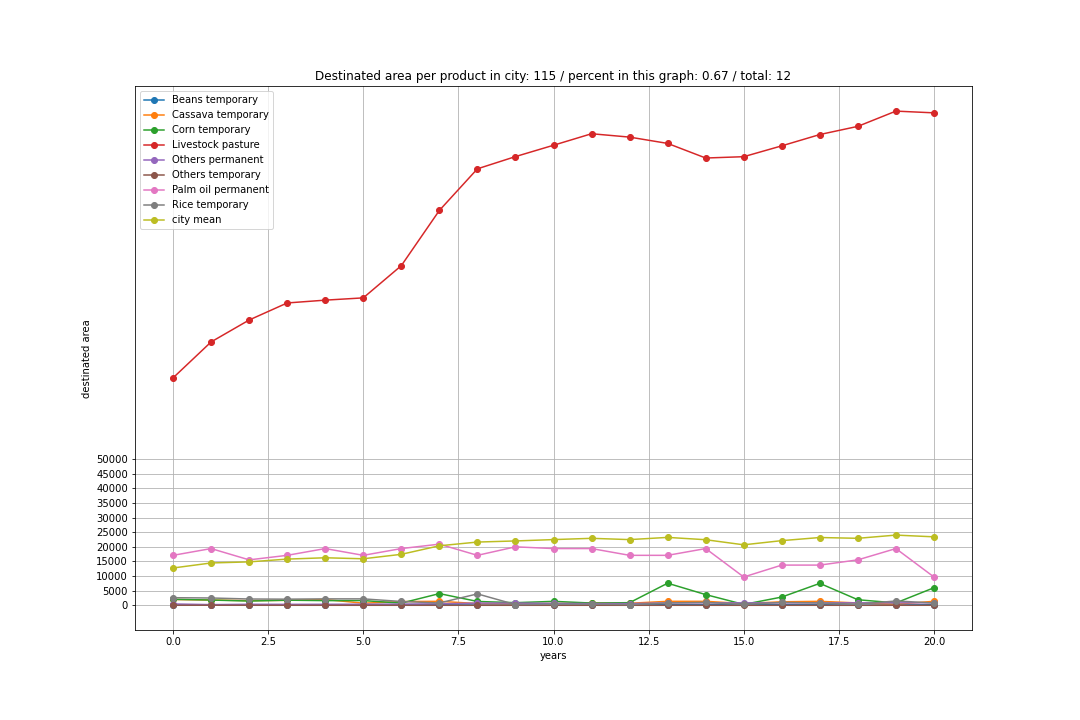 Destinated area per product in city: 115 / percent in this graph: 0.67 / total: 12
Beans temporary
Cassava temporary
Corn temporary
Livestock pasture
Others permanent
Others temporary
Palm oil permanent
Rice temporary
city mean
destinated area
50000
45000
40000
35000
30000
25000
20000
15000
10000
5000
0
0.0 2.5 5.0 7.5 10.0 12.5 15.0 17.5 20.0
years